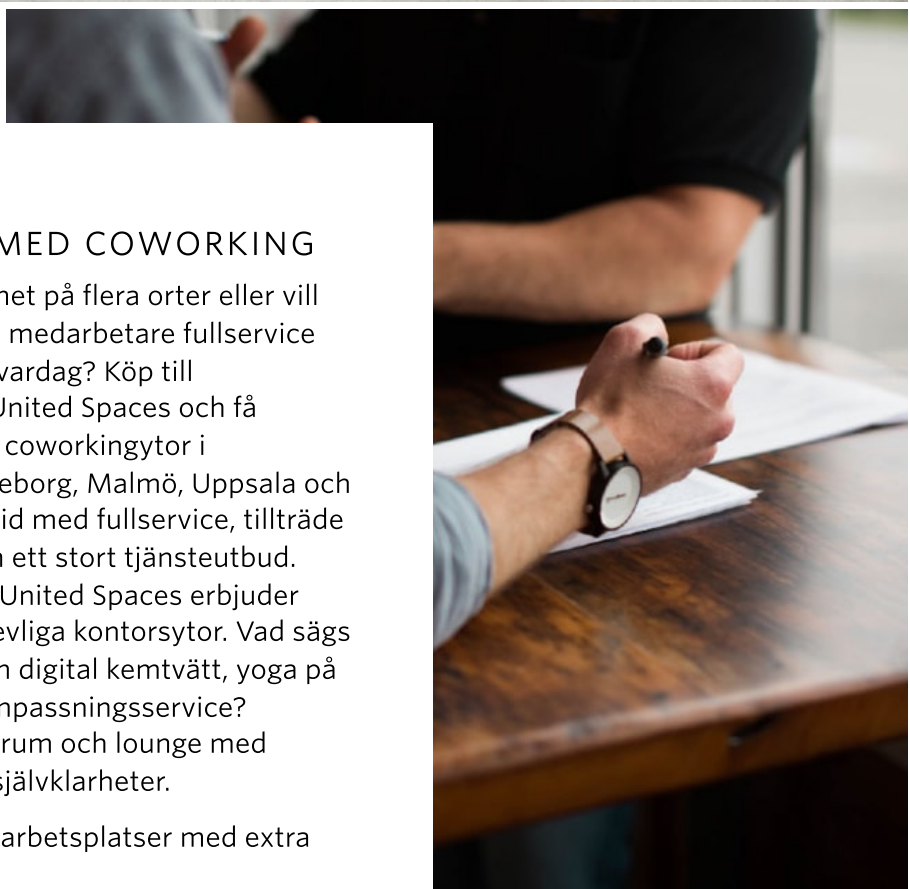 MED COWORKING
het på flera orter eller vill
medarbetare fullservice
vardag? Köp till
United Spaces och få
coworkingytor i
eborg, Malmö, Uppsala och
id med fullservice, tillträde
ett stort tjänsteutbud.
United Spaces erbjuder
evliga kontorsytor. Vad sägs
digital kemtvätt, yoga på
npassningsservice?
rum och lounge med
självklarheter.
arbetsplatser med extra